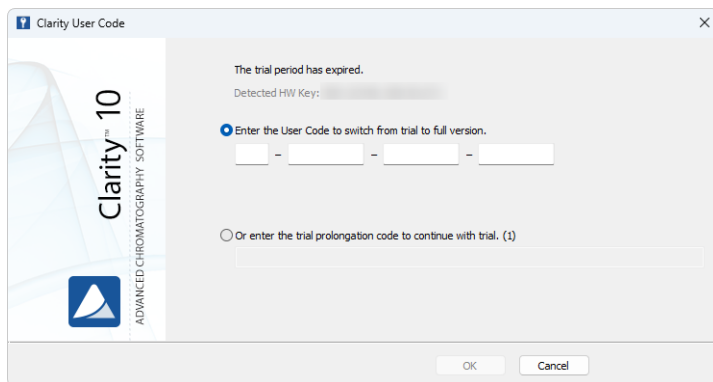 Clarity User Code
The trial period has expired.
Detected HW Key:
Enter the User Code to switch from trial to full version.
– – –
Or enter the trial prolongation code to continue with trial. (1)
Clarity™ 10
ADVANCED CHROMATOGRAPHY SOFTWARE
OK Cancel